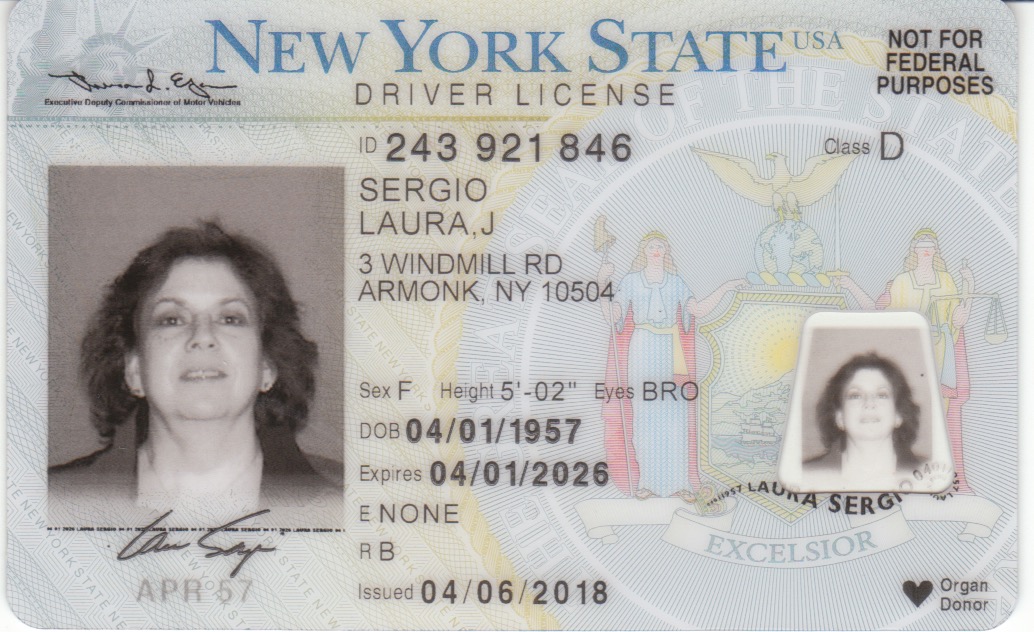 NEW YORK STATE USA
NOT FOR
FEDERAL
PURPOSES
Executive Deputy Commissioner of Motor Vehicles
DRIVER LICENSE
ID 243 921 846
Class D
SERGIO
LAURA,J
3 WINDMILL RD
ARMONK, NY 10504
Sex F Height 5'-02" Eyes BRO
DOB 04/01/1957
Expires 04/01/2026
E NONE
R B
Issued 04/06/2018
APR 57
LAURA SERGI
EXCELSIOR
Organ
Donor